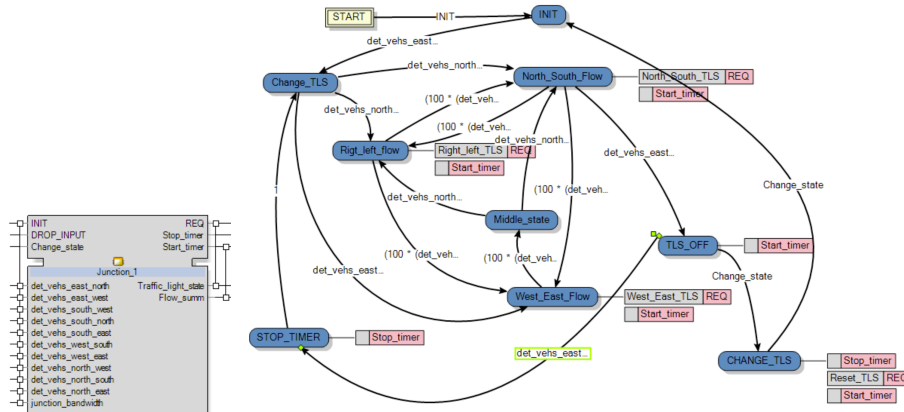 START
INIT
INIT
det_vehs_east...
det_vehs_north...
Change_TLS
North_South_Flow
North_South_TLS REQ
Start_timer
det_vehs_north...
(100 * (det_veh...
(100 * (det_veh...
det_vehs_north...
Rigt_left_flow
Right_left_TLS REQ
Start_timer
det_vehs_east...
1
det_vehs_north...
(100 * (det_veh...
Change_state
Middle_state
INIT REQ
DROP_INPUT Stop_timer
Change_state Start_timer
TLS_OFF
Start_timer
(100 * (det_veh...
(100 * (det_veh...
det_vehs_east...
Change_state
Junction_1
det_vehs_east_north Traffic_light_state
det_vehs_east_west Flow_summ
det_vehs_south_west
det_vehs_south_north
det_vehs_south_east
det_vehs_west_south
det_vehs_west_east
det_vehs_north_west
det_vehs_north_south
det_vehs_north_east
junction_bandwidth
West_East_Flow
West_East_TLS REQ
Start_timer
STOP_TIMER
Stop_timer
det_vehs_east...
CHANGE_TLS
Stop_timer
Reset_TLS REQ
Start_timer